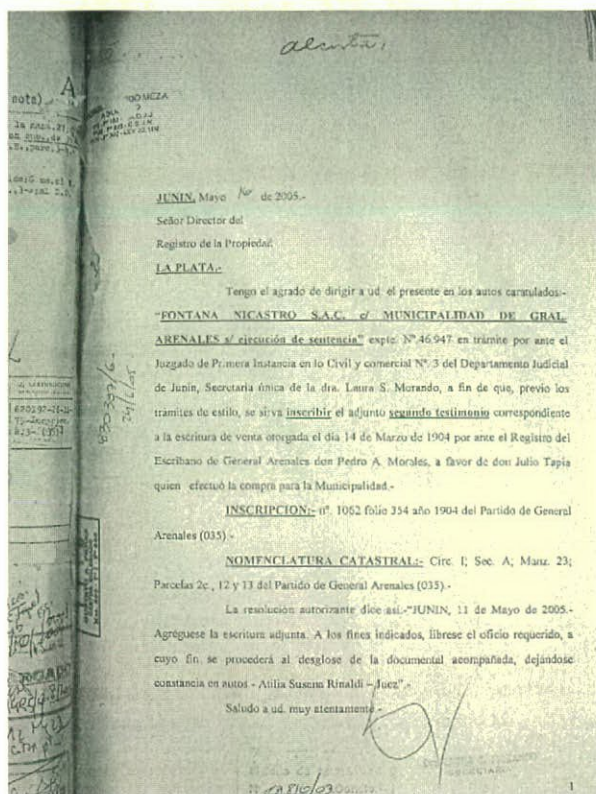 JUNIN, Mayo de 2005.-
Señor Director del
Registro de la Propiedad
LA PLATA.-
Tengo el agrado de dirigir a ud. el presente en los autos caratulados:-
"FONTANA NICASTRO S.A.C. c/ MUNICIPALIDAD DE GRAL
ARENALES s/ ejecución de sentencia" expte. Nº 46.947 en trámite por ante el
Juzgado de Primera Instancia en lo Civil y comercial Nº. 3 del Departamento Judicial
de Junín, Secretaría única de la dra. Laura S. Morando, a fin de que, previo los
trámites de estilo, se sirva inscribir el adjunto segundo testimonio correspondiente
a la escritura de venta otorgada el día 14 de Marzo de 1904 por ante el Registro del
Escribano de General Arenales don Pedro A. Morales, a favor de don Julio Tapia
quien efectuó la compra para la Municipalidad.-
INSCRIPCION:- nº. 1062 folio 354 año 1904 del Partido de General
Arenales (035).-
NOMENCLATURA CATASTRAL:- Circ. I; Sec. A; Manz. 23;
Parcelas 2c., 12 y 13 del Partido de General Arenales (035).-
La resolución autorizante dice así:-"JUNIN, 11 de Mayo de 2005.-
Agréguese la escritura adjunta. A los fines indicados, líbrese el oficio requerido, a
cuyo fin se procederá al desglose de la documental acompañada, dejándose
constancia en autos - Atilia Susana Rinaldi – Juez".-
Saludo a ud. muy atentamente.-
1